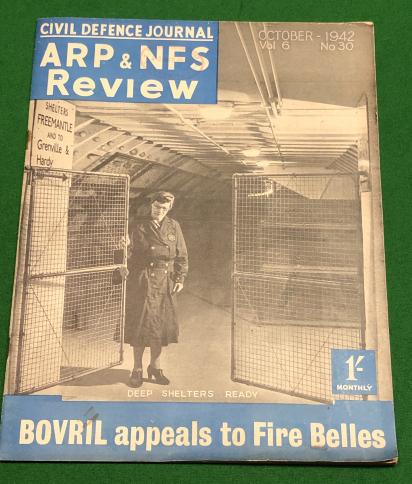 CIVIL DEFENCE JOURNAL
ARP & NFS
Review
OCTOBER - 1942
Vol 6 No 30
SHELTERS
FREEMANTLE
AND TO
Grenville &
Hardy
1/-
MONTHLY
DEEP SHELTERS READY
BOVRIL appeals to Fire Belles